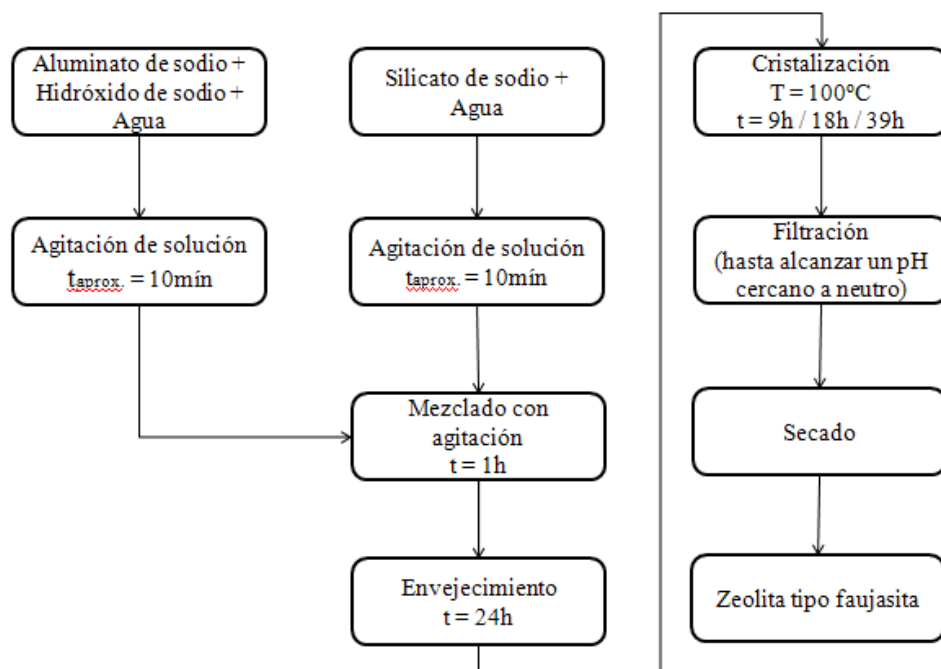 Aluminato de sodio +
Hidróxido de sodio +
Agua
Agitación de solución
taprox. = 10mín
Silicato de sodio +
Agua
Agitación de solución
taprox. = 10mín
Mezclado con
agitación
t = 1h
Envejecimiento
t = 24h
Cristalización
T = 100°C
t = 9h / 18h / 39h
Filtración
(hasta alcanzar un pH
cercano a neutro)
Secado
Zeolita tipo faujasita